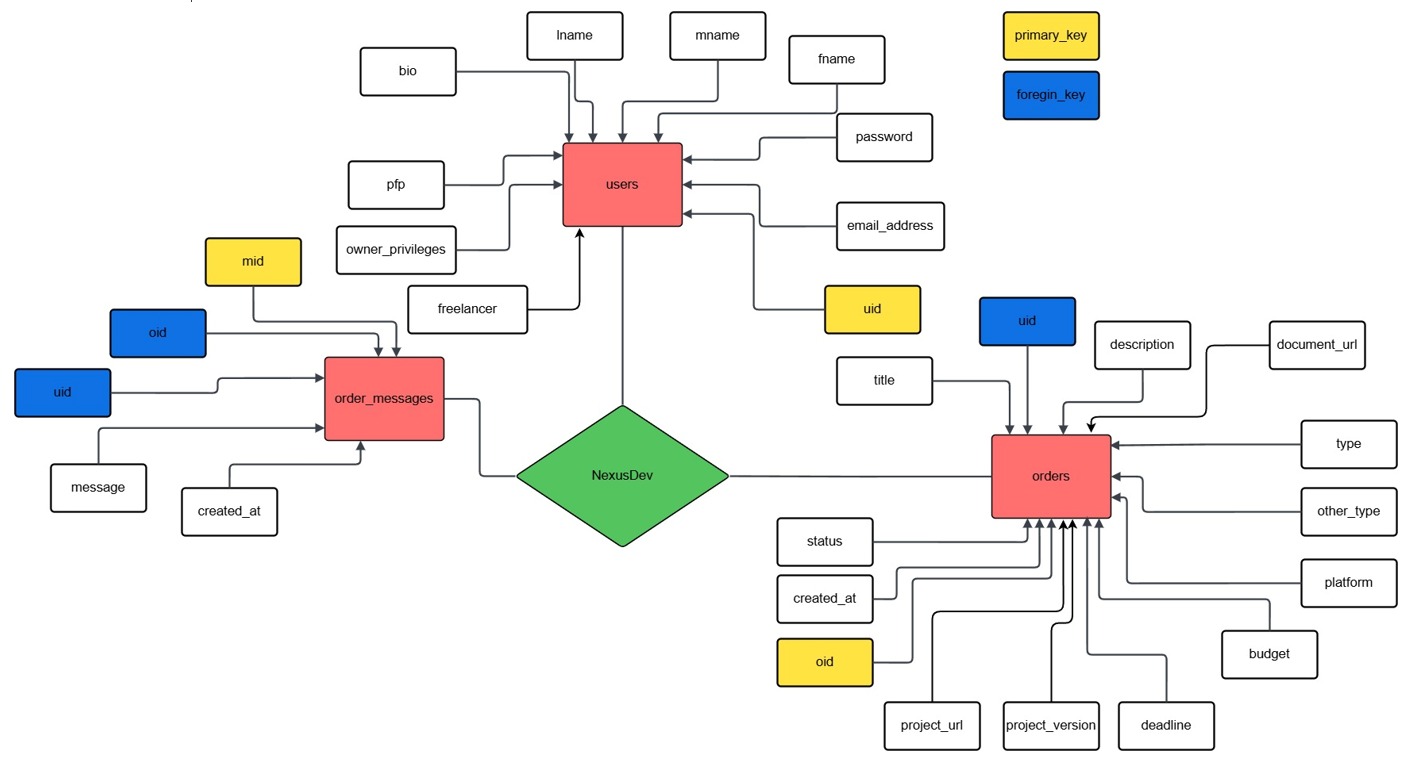 lname
mname
primary_key
fname
bio
foregin_key
password
users
pfp
email_address
owner_privileges
mid
freelancer
uid
uid
oid
description
document_url
title
uid
order_messages
type
NexusDev
orders
message
created_at
other_type
status
platform
created_at
oid
budget
project_url
project_version
deadline